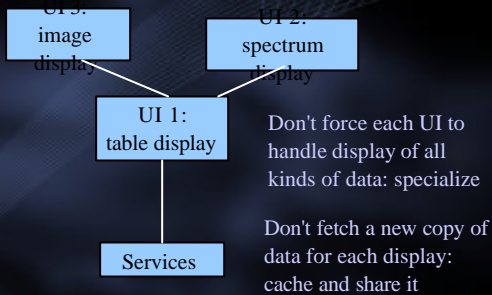 UI 3:
image
display
UI 2:
spectrum
display
UI 1:
table display
Don't force each UI to
handle display of all
kinds of data: specialize
Don't fetch a new copy of
data for each display:
cache and share it
Services